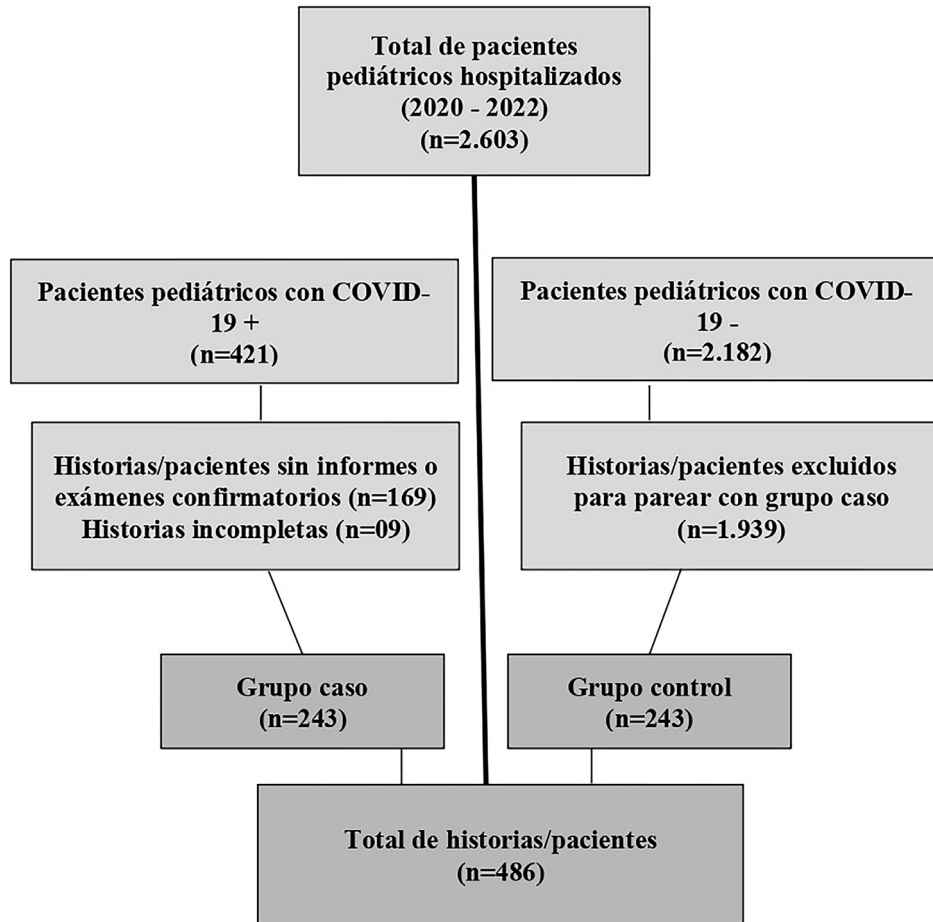 Total de pacientes
pediátricos hospitalizados
(2020 - 2022)
(n=2.603)
Pacientes pediátricos con COVID-
19 +
(n=421)
Pacientes pediátricos con COVID-
19 -
(n=2.182)
Historias/pacientes sin informes o
exámenes confirmatorios (n=169)
Historias incompletas (n=09)
Historias/pacientes excluidos
para parear con grupo caso
(n=1.939)
Grupo caso
(n=243)
Grupo control
(n=243)
Total de historias/pacientes
(n=486)